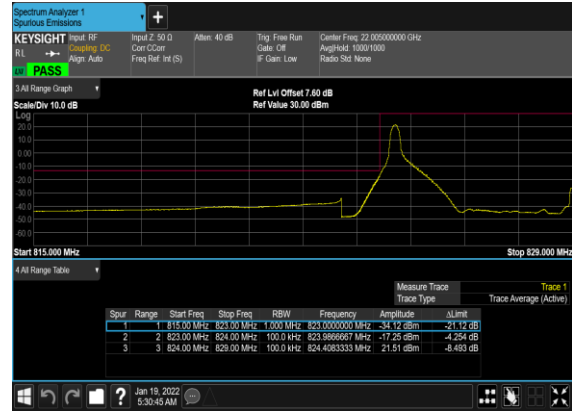 Spectrum Analyzer 1
Spurious Emissions
KEYSIGHT Input: RF Input Z: 50 Ω Atten: 40 dB Trig: Free Run Center Freq: 22.005000000 GHz
RL Coupling: DC Corr CCorr Gate: Off Avg|Hold: 1000/1000
Align: Auto Freq Ref: Int (S) IF Gain: Low Radio Std: None
PASS
3 All Range Graph
Ref Lvl Offset 7.60 dB
Scale/Div 10.0 dB Ref Value 30.00 dBm
Log
20.0
10.0
0.00
-10.0
-20.0
-30.0
-40.0
-50.0
-60.0
Start 815.000 MHz Stop 829.000 MHz
4 All Range Table
Measure Trace Trace 1
Trace Type Trace Average (Active)
Spur Range Start Freq Stop Freq RBW Frequency Amplitude ΔLimit
1 1 815.00 MHz 823.00 MHz 1.000 MHz 823.0000000 MHz -34.12 dBm -21.12 dB
2 2 823.00 MHz 824.00 MHz 100.0 kHz 823.9866667 MHz -17.25 dBm -4.254 dB
3 3 824.00 MHz 829.00 MHz 100.0 kHz 824.4083333 MHz 21.51 dBm -8.493 dB
?
Jan 19, 2022
5:30:45 AM